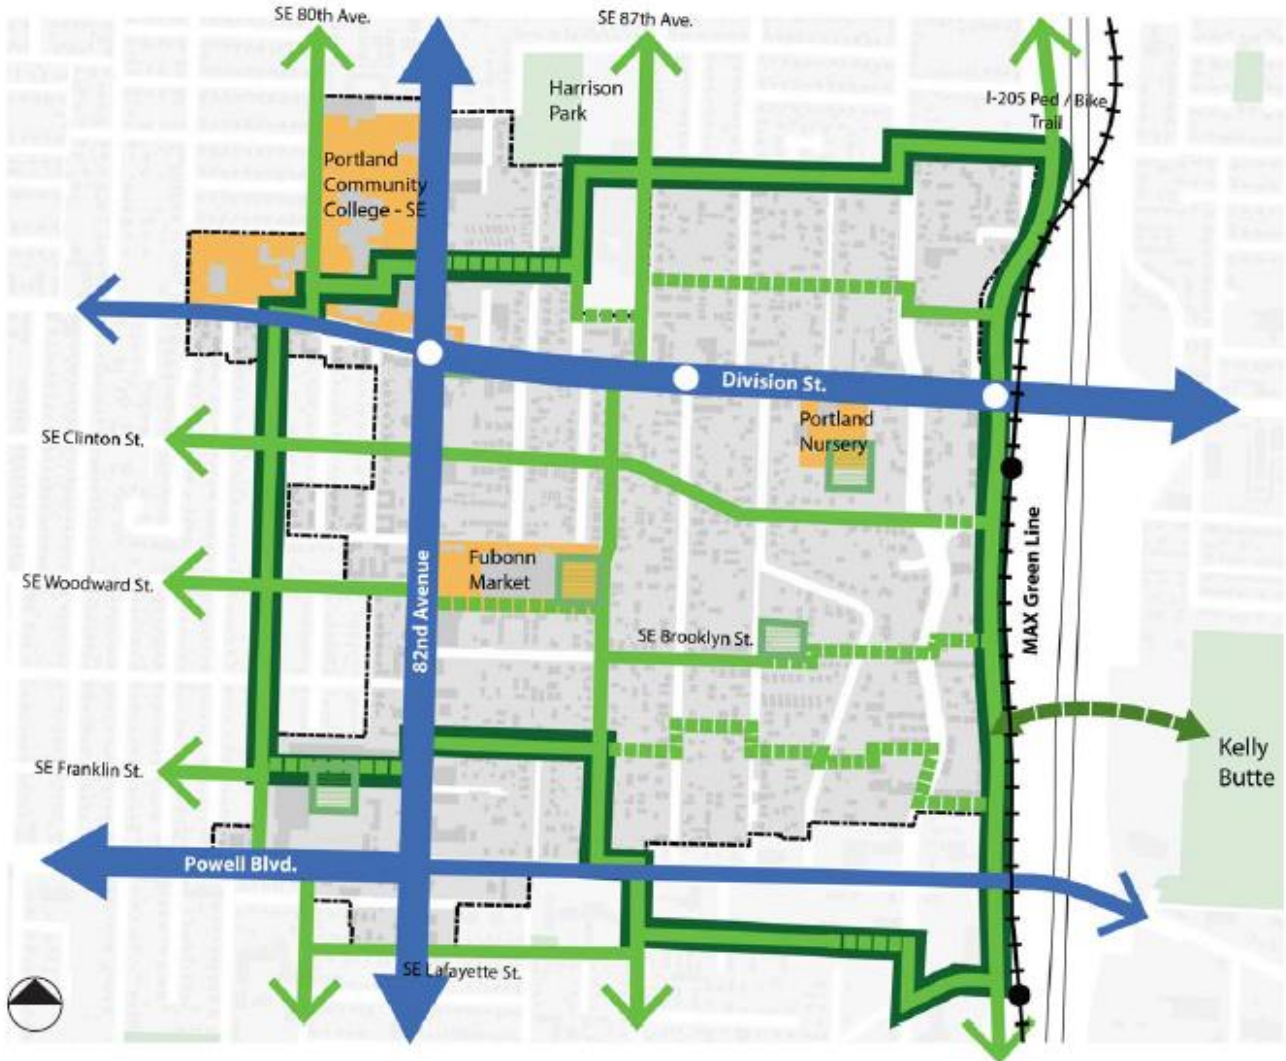 SE 80th Ave.
SE 87th Ave.
Harrison
Park
I-205 Ped / Bike
Trail
Portland
Community
College - SE
Division St.
Portland
Nursery
SE Clinton St.
MAX Green Line
82nd Avenue
Fubonn
Market
SE Woodward St.
SE Brooklyn St.
Kelly
Butte
SE Franklin St.
Powell Blvd.
SE Lafayette St.